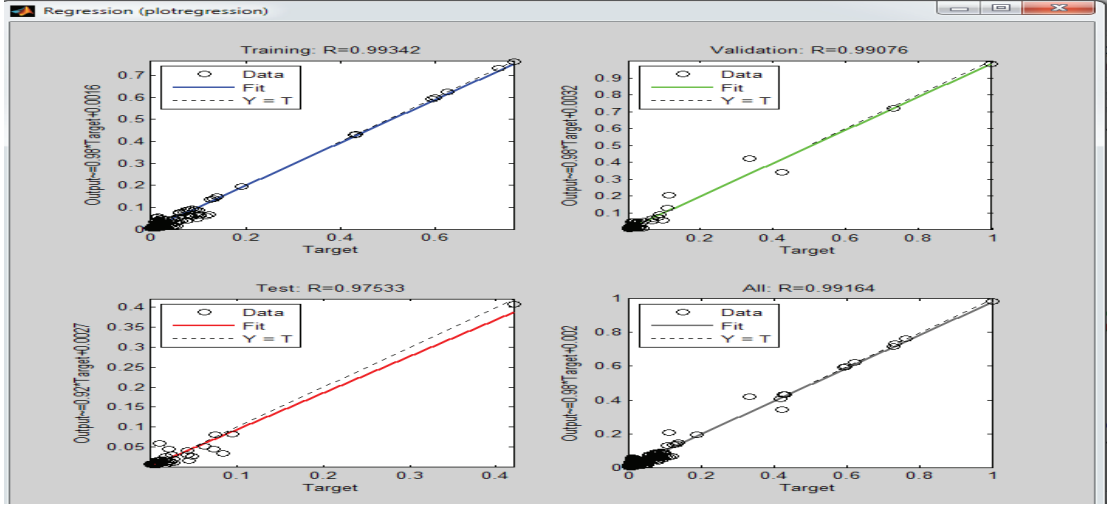 Regression (plotregression)
Training: R=0.99342
Output~=0.98*Target+0.0016
0.7
0.6
0.5
0.4
0.3
0.2
0.1
0
Data
Fit
Y = T
0 0.2 0.4 0.6
Target
Validation: R=0.99076
Output~=0.98*Target+0.0032
0.9
0.8
0.7
0.6
0.5
0.4
0.3
0.2
0.1
Data
Fit
Y = T
0.2 0.4 0.6 0.8 1
Target
Test: R=0.97533
Output~=0.92*Target+0.0027
0.4
0.35
0.3
0.25
0.2
0.15
0.1
0.05
Data
Fit
Y = T
0.1 0.2 0.3 0.4
Target
All: R=0.99164
Output~=0.98*Target+0.002
1
0.8
0.6
0.4
0.2
0
Data
Fit
Y = T
0 0.2 0.4 0.6 0.8 1
Target